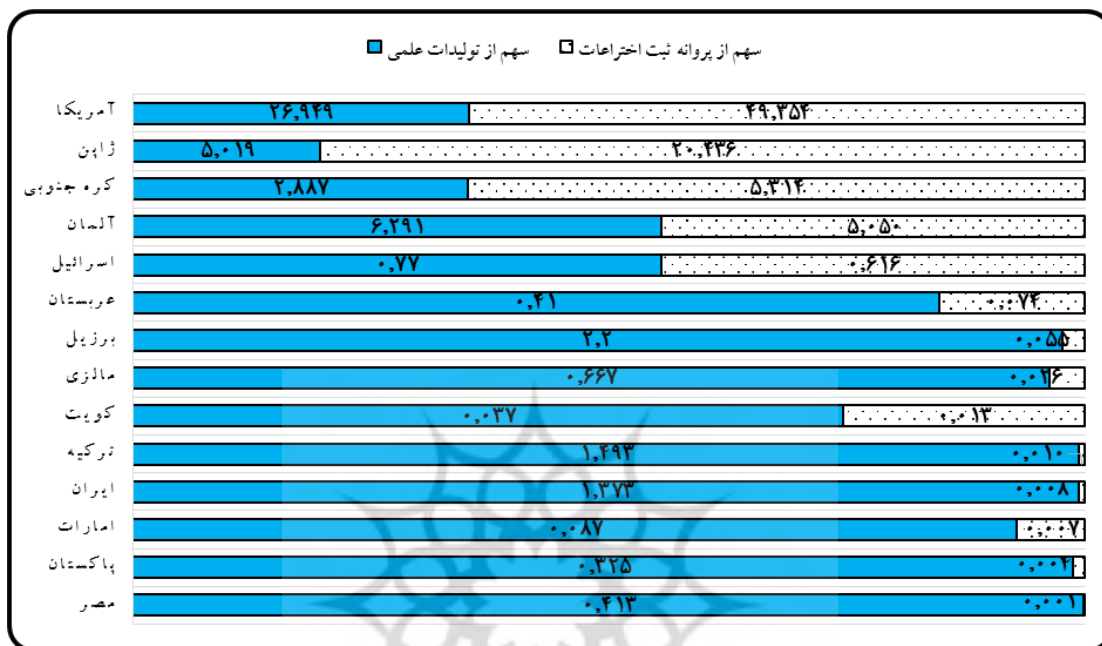 سهم از تولیدات علمی سهم از پروانه ثبت اختراعات
آمریکا ۲۶,۹۴۹ ۴۹,۳۵۴
ژاپن ۵,۰۱۹ ۲۰,۴۳۶
کره جنوبی ۲,۸۸۷ ۵,۳۱۴
آلمان ۶,۲۹۱ ۵,۰۵۰
اسرائیل ۰,۷۷ ۰,۶۱۶
عربستان ۰,۴۱ ۰,۰۷۴
برزیل ۲,۲ ۰,۰۵۵
مالزی ۰,۶۶۷ ۰,۰۲۶
کویت ۰,۰۳۷ ۰,۰۱۳
ترکیه ۱,۴۹۳ ۰,۰۱۰
ایران ۱,۳۷۳ ۰,۰۰۸
امارات ۰,۰۸۷ ۰,۰۰۷
پاکستان ۰,۳۲۵ ۰,۰۰۴
مصر ۰,۴۱۳ ۰,۰۰۱